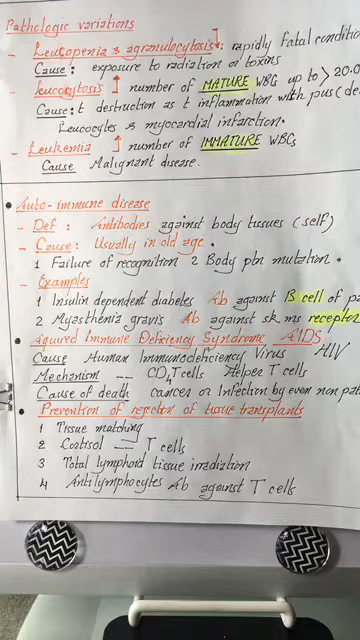 Pathologic variations
- Leucopenia & agranulocytosis ↓ : rapidly fatal conditio
Cause : exposure to radiation or toxins
- Leucocytosis ↑ number of MATURE WBCs up to > 20.0
Cause : t destruction as t inflammation with pus (de
Leucocytes & myocardial infarction.
- Leukemia ↑ number of IMMATURE WBCs
Cause Malignant disease.
• Auto-immune disease
- Def : Antibodies against body tissues (self)
- Cause : Usually in old age .
1 Failure of recognition 2 Body ptn mutation .
- Examples
1 Insulin dependent diabetes Ab against B cell of pa
2 Myasthenia gravis Ab against sk ms receptor
• Aquired Immune Deficiency Syndrome AIDS
Cause Human Immunodeficiency Virus HIV
Mechanism — CD4 T cells Helper T cells
Cause of death cancers or Infection by even non pat
• Prevention of rejection of tissue transplants
1 Tissue matching
2 Cortisol — T cells
3 Total lymphoid tissue irradiation
4 Antilymphocytes Ab against T cells